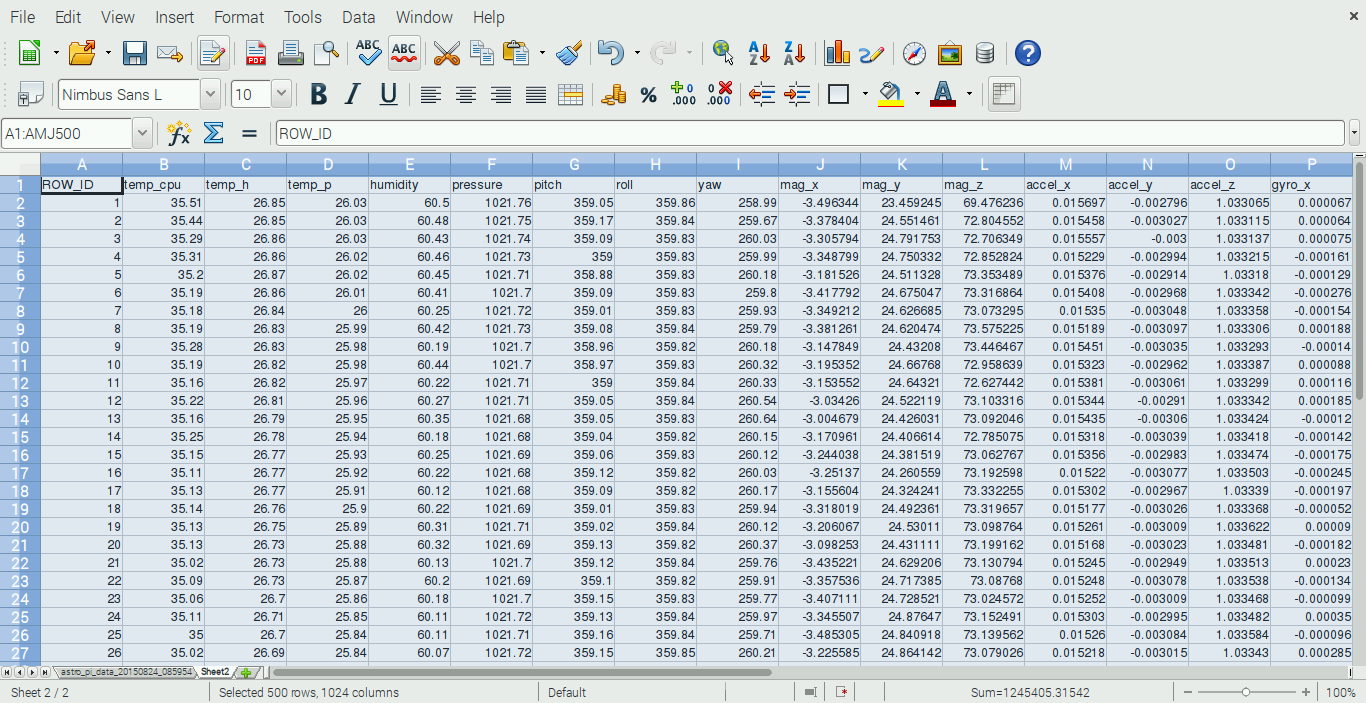 File Edit View Insert Format Tools Data Window Help
ABC ABC
Nimbus Sans L 10
A1:AMJ500 ROW_ID
A B C D E F G H I J K L M N O P
1 ROW_ID temp_cpu temp_h temp_p humidity pressure pitch roll yaw mag_x mag_y mag_z accel_x accel_y accel_z gyro_x
2 1 35.51 26.85 26.03 60.5 1021.76 359.05 359.86 258.99 -3.496344 23.459245 69.476236 0.015697 -0.002796 1.033065 0.000067
3 2 35.44 26.85 26.03 60.48 1021.75 359.17 359.84 259.67 -3.378404 24.551461 72.804552 0.015458 -0.003027 1.033115 0.000064
4 3 35.29 26.86 26.03 60.43 1021.74 359.09 359.83 260.03 -3.305794 24.791753 72.706349 0.015557 -0.003 1.033137 0.000075
5 4 35.31 26.86 26.02 60.46 1021.73 359 359.83 259.99 -3.348799 24.750332 72.852824 0.015229 -0.002994 1.033215 -0.000161
6 5 35.2 26.87 26.02 60.45 1021.71 358.88 359.83 260.18 -3.181526 24.511328 73.353489 0.015376 -0.002914 1.03318 -0.000129
7 6 35.19 26.86 26.01 60.41 1021.7 359.09 359.83 259.8 -3.417792 24.675047 73.316864 0.015408 -0.002968 1.033342 -0.000276
8 7 35.18 26.84 26 60.25 1021.72 359.01 359.83 259.93 -3.349212 24.626685 73.073295 0.01535 -0.003048 1.033358 -0.000154
9 8 35.19 26.83 25.99 60.42 1021.73 359.08 359.84 259.79 -3.381261 24.620474 73.575225 0.015189 -0.003097 1.033306 0.000188
10 9 35.28 26.83 25.98 60.19 1021.7 358.96 359.82 260.18 -3.147849 24.43208 73.446467 0.015451 -0.003035 1.033293 -0.00014
11 10 35.19 26.82 25.98 60.44 1021.7 358.97 359.83 260.32 -3.195352 24.66768 72.958639 0.015323 -0.002962 1.033387 0.000088
12 11 35.16 26.82 25.97 60.22 1021.71 359 359.84 260.33 -3.153552 24.64321 72.627442 0.015381 -0.003061 1.033299 0.000116
13 12 35.22 26.81 25.96 60.27 1021.71 359.05 359.84 260.54 -3.03426 24.522119 73.103316 0.015344 -0.00291 1.033342 0.000185
14 13 35.16 26.79 25.95 60.35 1021.68 359.05 359.83 260.64 -3.004679 24.426031 73.092046 0.015435 -0.00306 1.033424 -0.00012
15 14 35.25 26.78 25.94 60.18 1021.68 359.04 359.82 260.15 -3.170961 24.406614 72.785075 0.015318 -0.003039 1.033418 -0.000142
16 15 35.15 26.77 25.93 60.25 1021.69 359.06 359.83 260.12 -3.244038 24.381519 73.062767 0.015356 -0.002983 1.033474 -0.000175
17 16 35.11 26.77 25.92 60.22 1021.68 359.12 359.82 260.03 -3.25137 24.260559 73.192598 0.01522 -0.003077 1.033503 -0.000245
18 17 35.13 26.77 25.91 60.12 1021.68 359.09 359.82 260.17 -3.155604 24.324241 73.332255 0.015302 -0.002967 1.03339 -0.000197
19 18 35.14 26.76 25.9 60.22 1021.69 359.01 359.83 259.94 -3.318019 24.492361 73.319657 0.015177 -0.003026 1.033368 -0.000052
20 19 35.13 26.75 25.89 60.31 1021.71 359.02 359.84 260.12 -3.206067 24.53011 73.098764 0.015261 -0.003009 1.033622 0.00009
21 20 35.13 26.73 25.88 60.32 1021.69 359.13 359.82 260.37 -3.098253 24.431111 73.199162 0.015168 -0.003023 1.033481 -0.000182
22 21 35.02 26.73 25.88 60.13 1021.7 359.12 359.84 259.76 -3.435221 24.629206 73.130794 0.015245 -0.002949 1.033513 0.00023
23 22 35.09 26.73 25.87 60.2 1021.69 359.1 359.82 259.91 -3.357536 24.717385 73.08768 0.015248 -0.003078 1.033538 -0.000134
24 23 35.06 26.7 25.86 60.18 1021.7 359.15 359.83 259.77 -3.407111 24.728521 73.024572 0.015252 -0.003009 1.033468 -0.000099
25 24 35.11 26.71 25.85 60.11 1021.72 359.13 359.84 259.97 -3.345507 24.87647 73.152491 0.015303 -0.002995 1.033482 0.00035
26 25 35 26.7 25.84 60.11 1021.71 359.16 359.84 259.71 -3.485305 24.840918 73.139562 0.01526 -0.003084 1.033584 -0.000096
27 26 35.02 26.69 25.84 60.07 1021.72 359.15 359.85 260.21 -3.225585 24.864142 73.079026 0.015218 -0.003015 1.03343 0.000285
astro_pi_data_20150824_085954 Sheet2
Sheet 2 / 2 Selected 500 rows, 1024 columns Default Sum=1245405.31542 100%